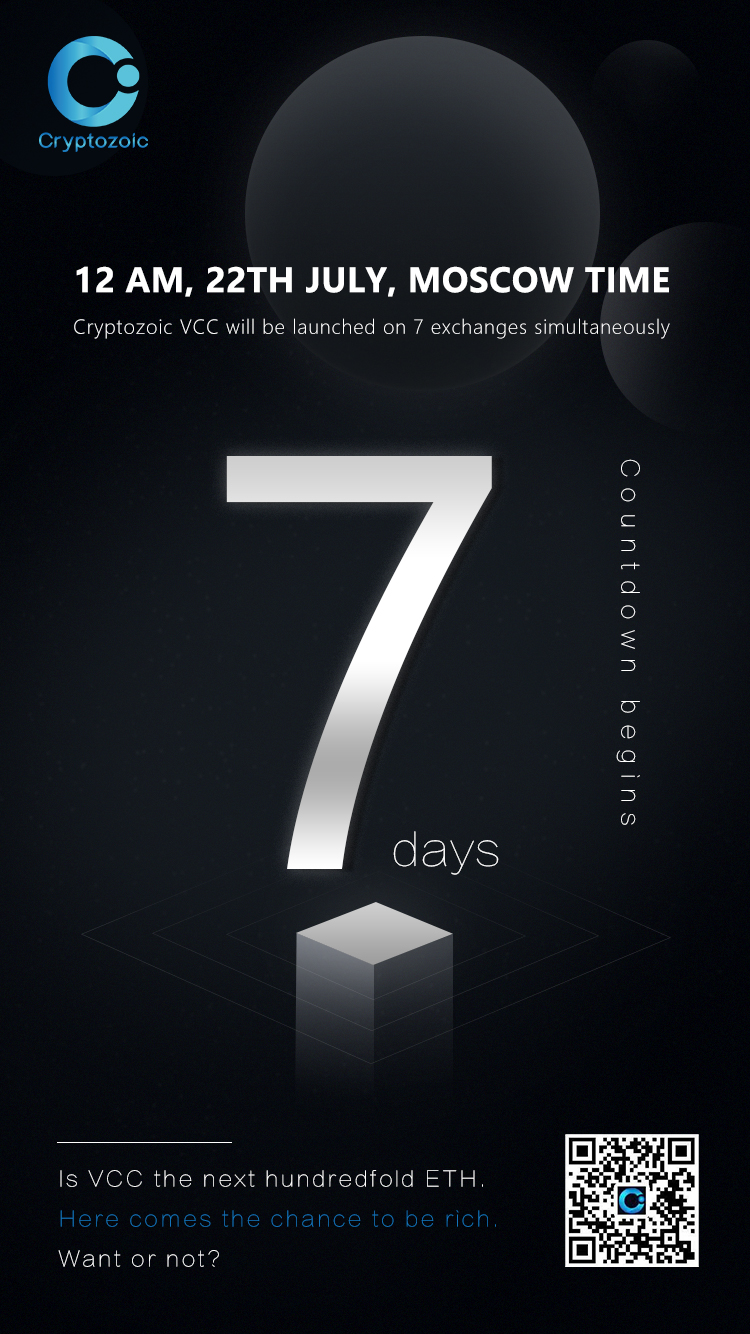 Cryptozoic
12 AM, 22TH JULY, MOSCOW TIME
Cryptozoic VCC will be launched on 7 exchanges simultaneously
7
days
Countdown begins
Is VCC the next hundredfold ETH.
Here comes the chance to be rich.
Want or not?